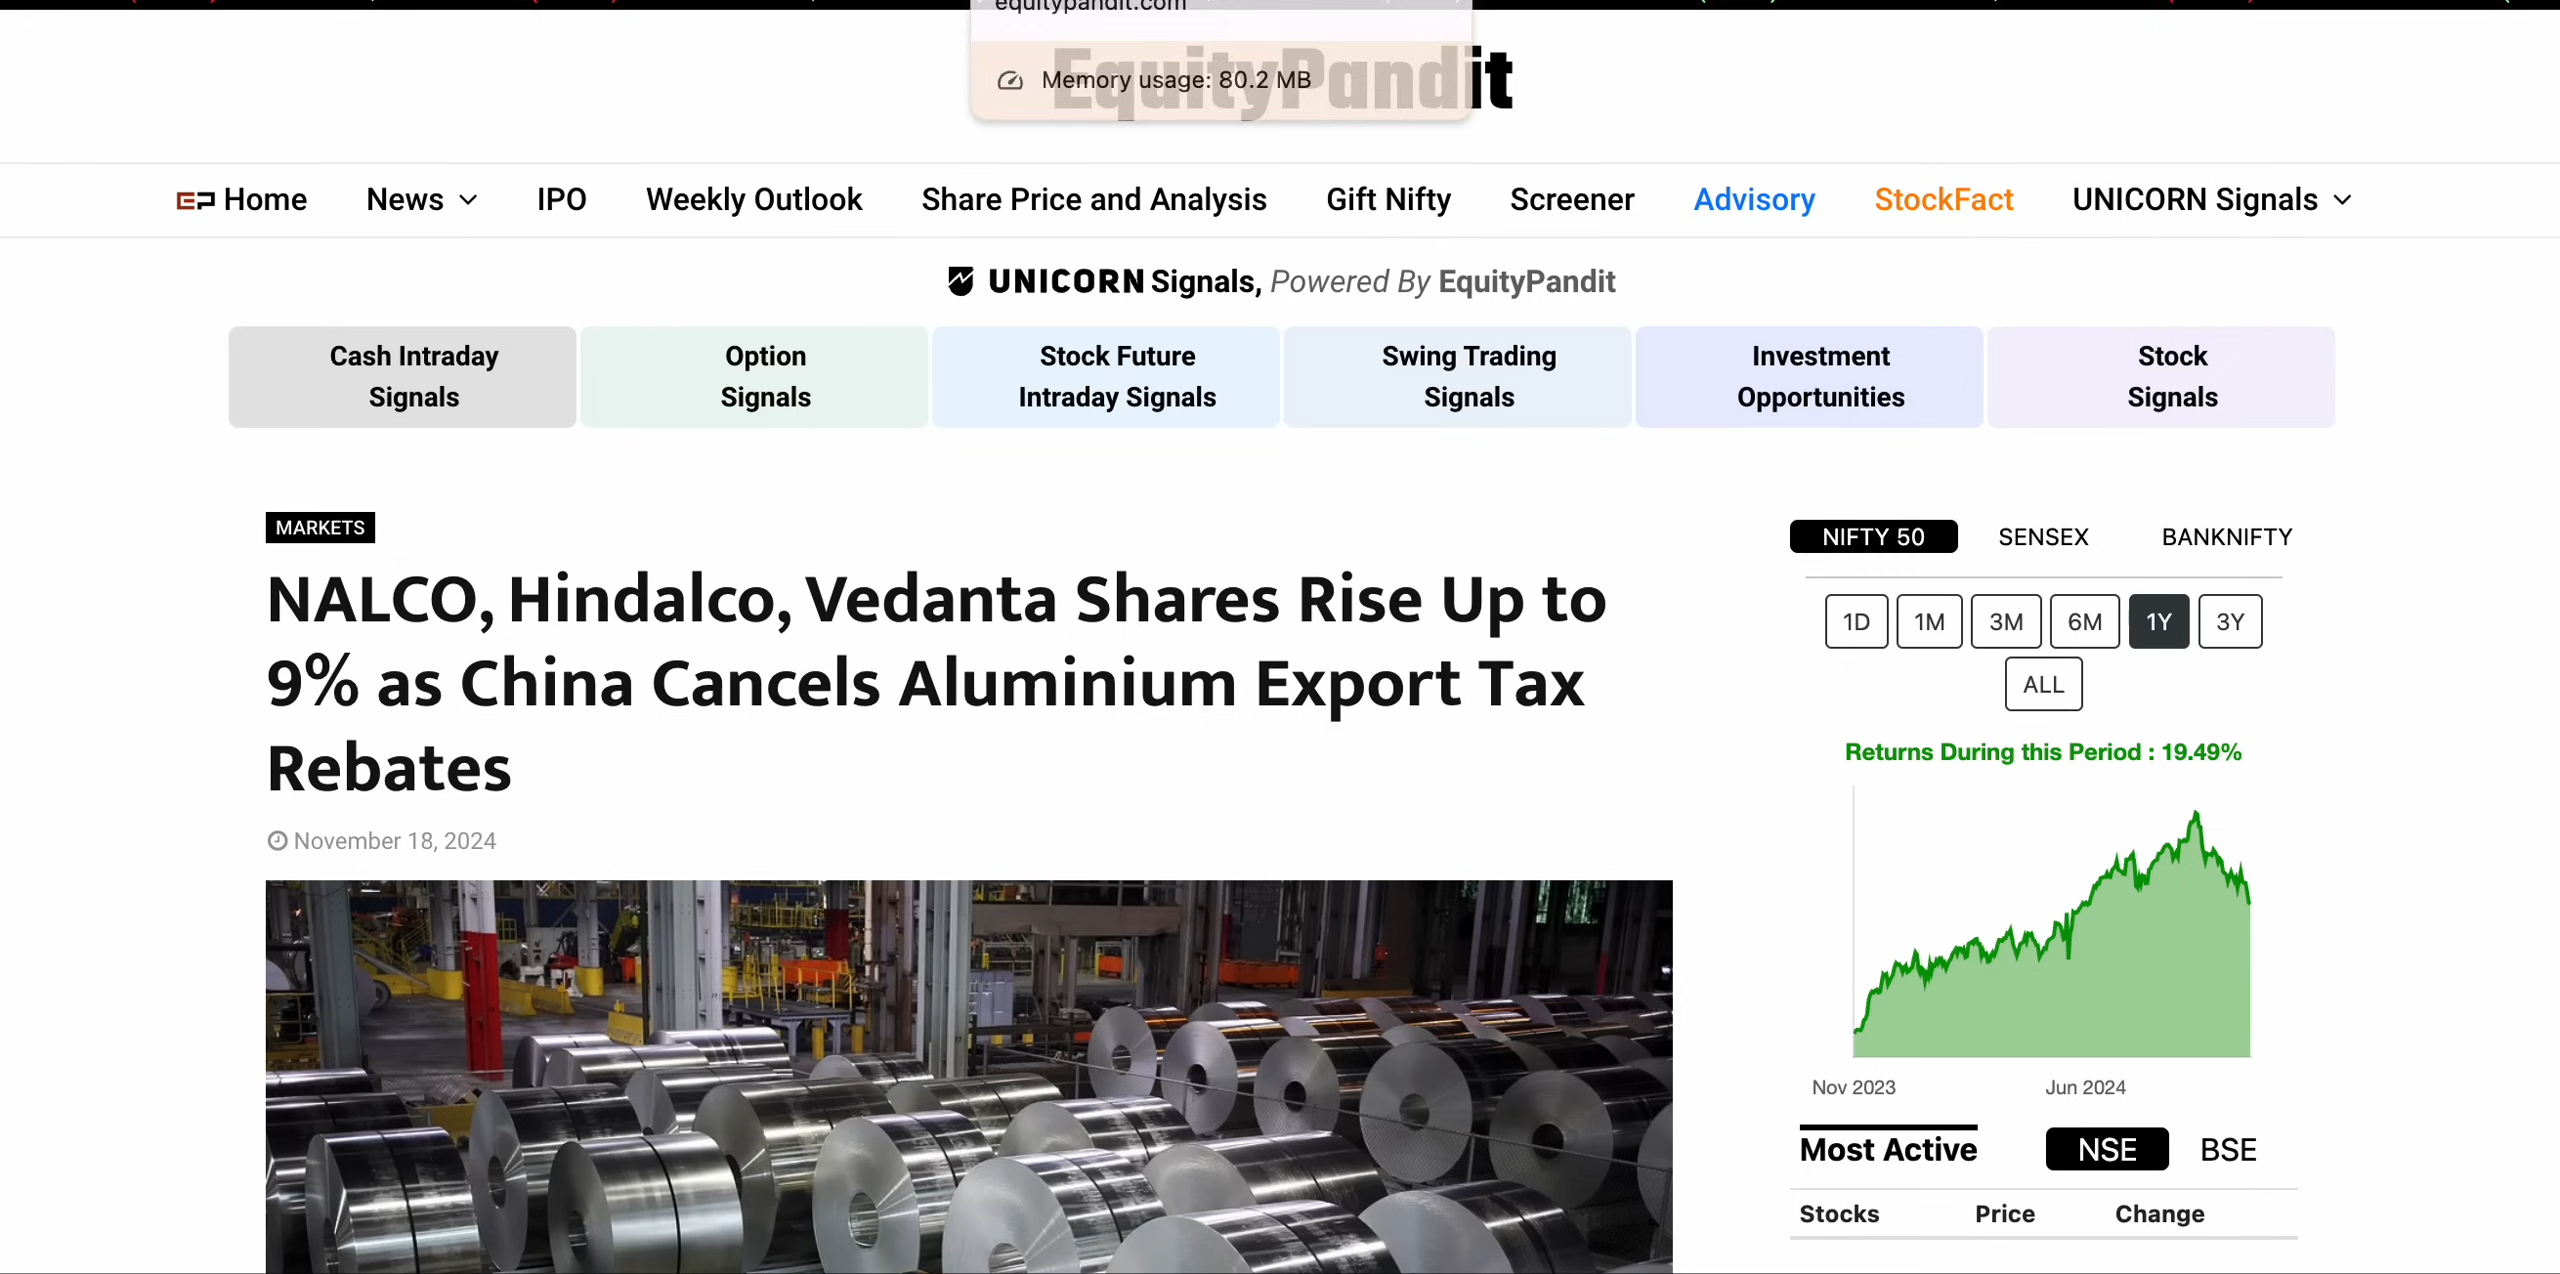 equitypandit.com
EquityPandit
Memory usage: 80.2 MB
EP Home News IPO Weekly Outlook Share Price and Analysis Gift Nifty Screener Advisory StockFact UNICORN Signals
UNICORN Signals, Powered By EquityPandit
Cash Intraday Signals
Option Signals
Stock Future Intraday Signals
Swing Trading Signals
Investment Opportunities
Stock Signals
MARKETS
NALCO, Hindalco, Vedanta Shares Rise Up to
9% as China Cancels Aluminium Export Tax
Rebates
November 18, 2024
NIFTY 50 SENSEX BANKNIFTY
1D 1M 3M 6M 1Y 3Y
ALL
Returns During this Period : 19.49%
Nov 2023 Jun 2024
Most Active NSE BSE
Stocks Price Change